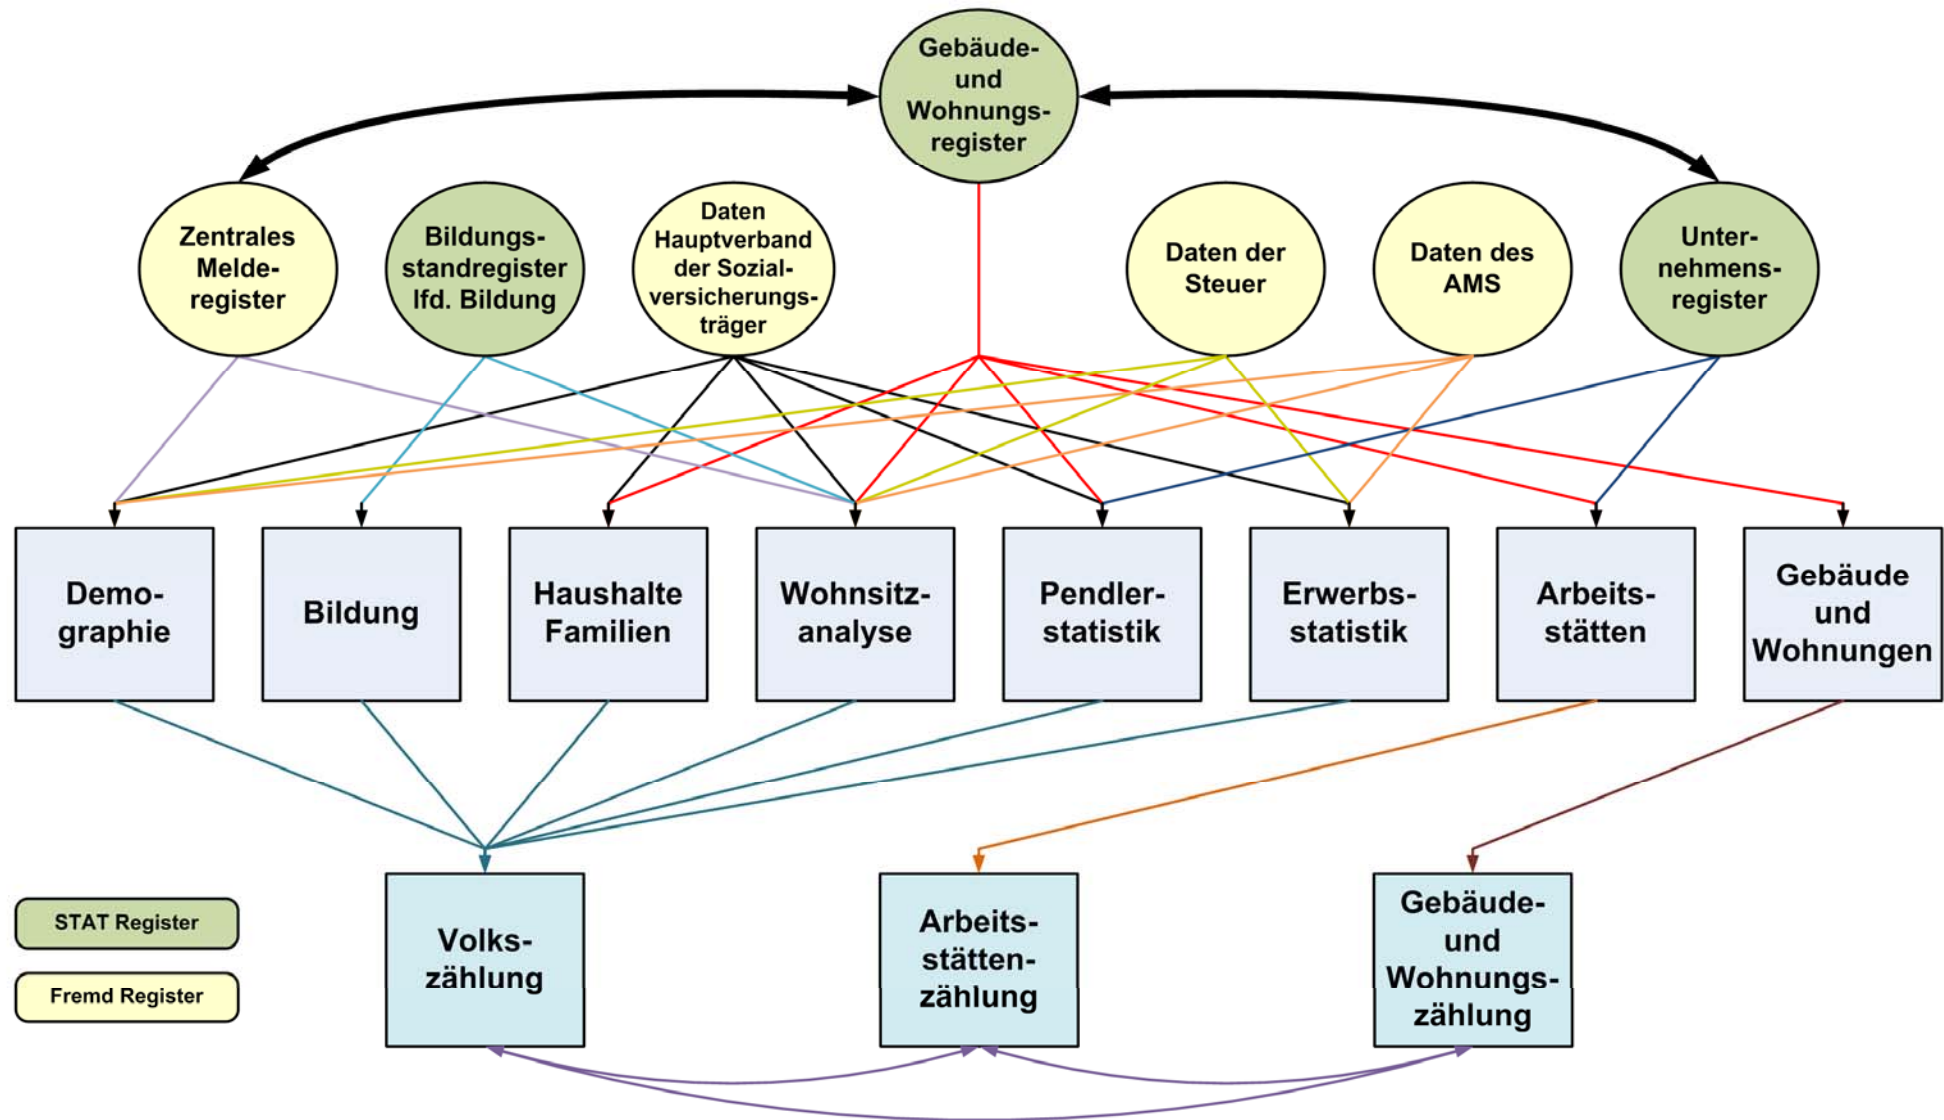 Gebäude-
und
Wohnungs-
register
Zentrales
Melde-
register
Bildungs-
standregister
lfd. Bildung
Daten
Hauptverband
der Sozial-
versicherungs-
träger
Daten der
Steuer
Daten des
AMS
Unter-
nehmens-
register
Demo-
graphie
Bildung
Haushalte
Familien
Wohnsitz-
analyse
Pendler-
statistik
Erwerbs-
statistik
Arbeits-
stätten
Gebäude
und
Wohnungen
STAT Register
Fremd Register
Volks-
zählung
Arbeits-
stätten-
zählung
Gebäude-
und
Wohnungs-
zählung